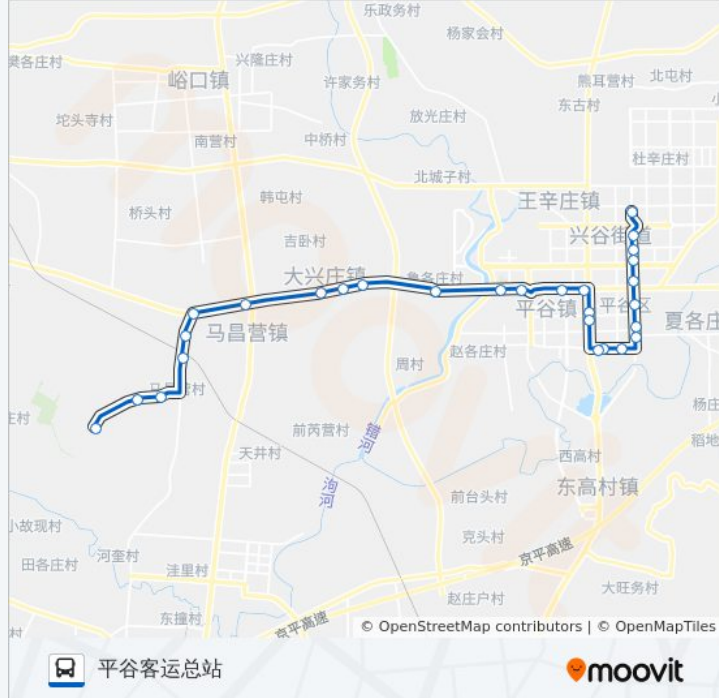 乐政务村
杨家会村
樊各庄村
兴隆庄村
峪口镇
许家务村
熊耳营村
北屯村
东古村
坨头寺村
放光庄村
南营村
中桥村
杜辛庄村
北城子村
韩屯村
王辛庄镇
桥头村
兴谷街道
吉卧村
大兴庄镇
鲁各庄村
平谷镇
平谷区
夏各庄
马昌营镇
赵各庄村
周村
庄村
杨庄
前芮营村
错河
稻地
天井村
西高村
泃河
东高村镇
前台头村
小故现村
克头村
河奎村
京平高速
田各庄村
洼里村
大旺务村
赵庄户村
东撞村
京平高速
© OpenStreetMap contributors | © OpenMapTiles
平谷客运总站
moovit